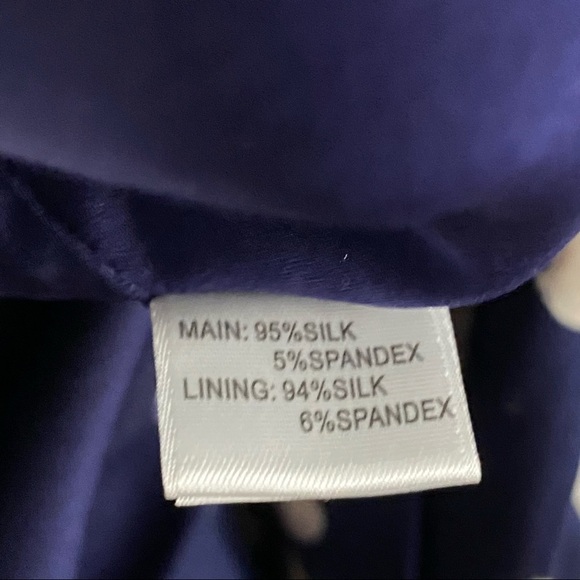 MAIN: 95%SILK
5%SPANDEX
LINING: 94%SILK
6%SPANDEX